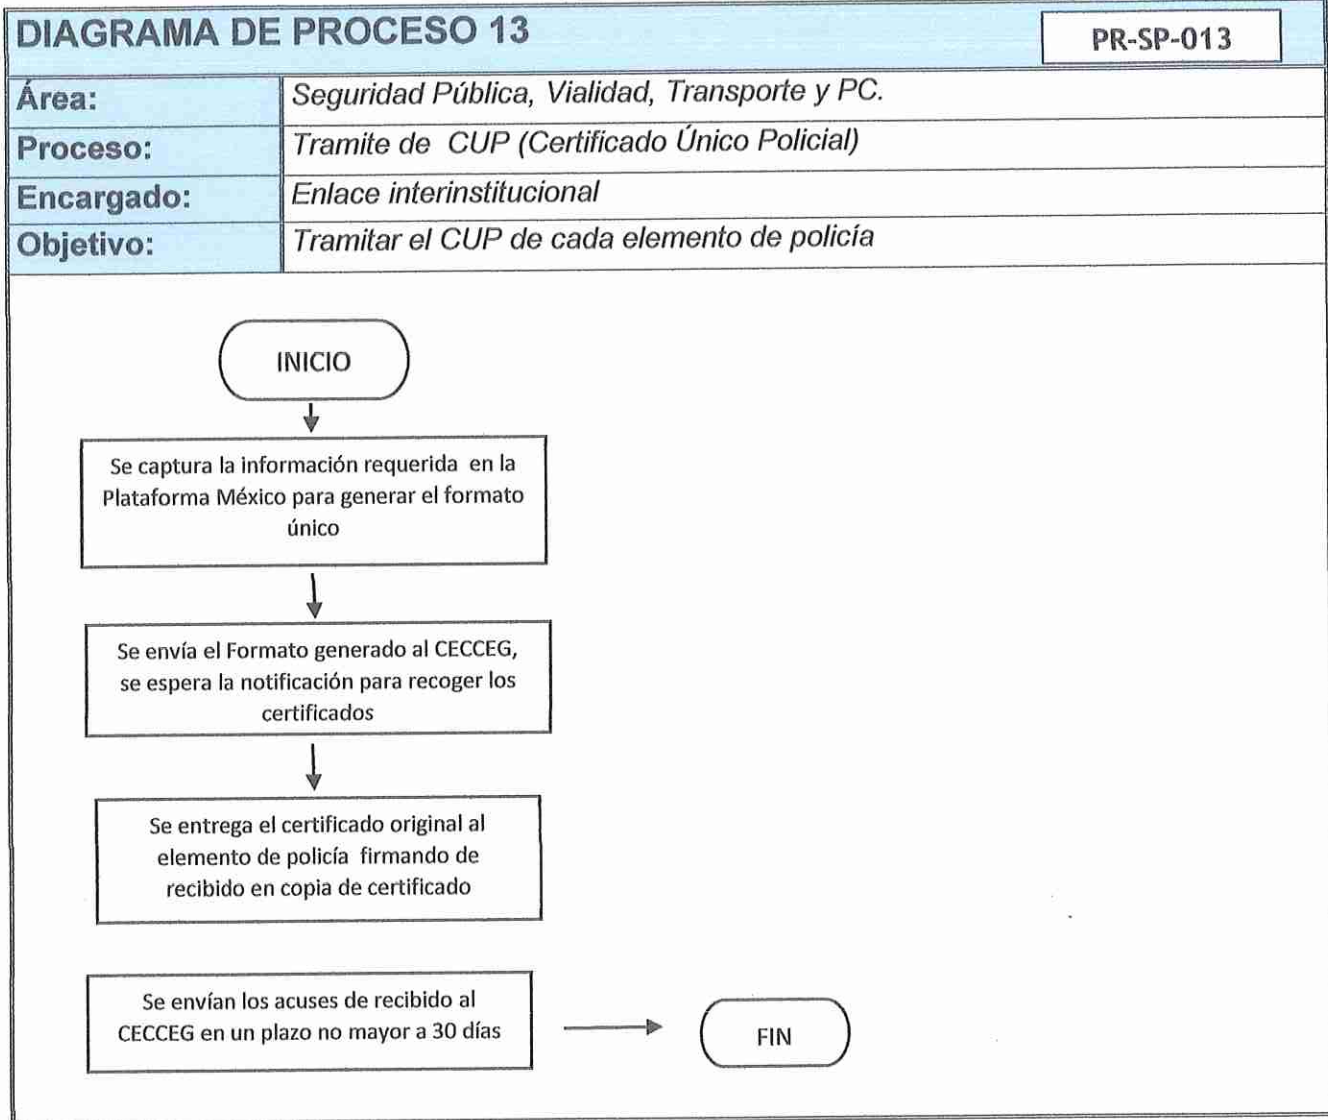 DIAGRAMA DE PROCESO 13
PR-SP-013
Área: Seguridad Pública, Vialidad, Transporte y PC.
Proceso: Tramite de CUP (Certificado Único Policial)
Encargado: Enlace interinstitucional
Objetivo: Tramitar el CUP de cada elemento de policía
INICIO
Se captura la información requerida en la
Plataforma México para generar el formato
único
Se envía el Formato generado al CECCEG,
se espera la notificación para recoger los
certificados
Se entrega el certificado original al
elemento de policía firmando de
recibido en copia de certificado
Se envían los acuses de recibido al
CECCEG en un plazo no mayor a 30 días
FIN